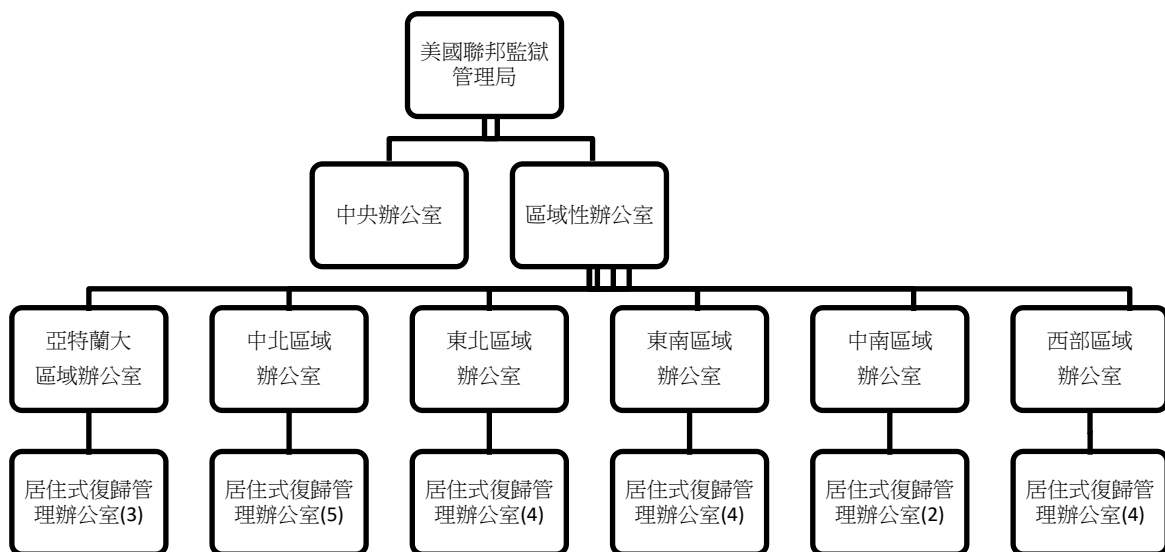 美國聯邦監獄
管理局
中央辦公室
區域性辦公室
亞特蘭大
區域辦公室
中北區域
辦公室
東北區域
辦公室
東南區域
辦公室
中南區域
辦公室
西部區域
辦公室
居住式復歸管
理辦公室(3)
居住式復歸管
理辦公室(5)
居住式復歸管
理辦公室(4)
居住式復歸管
理辦公室(4)
居住式復歸管
理辦公室(2)
居住式復歸管
理辦公室(4)